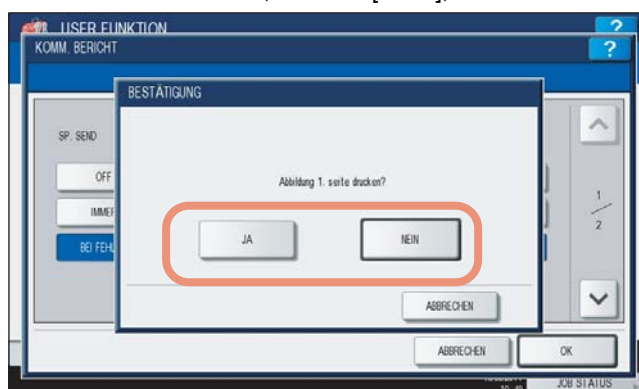 USER FUNKTION
?
KOMM. BERICHT
?
BESTÄTIGUNG
SP. SEND
Abbildung 1. seite drucken?
OFF
IMMER
1
2
JA
NEIN
BEI FEHL
ABBRECHEN
ABBRECHEN
OK
JOB STATUS